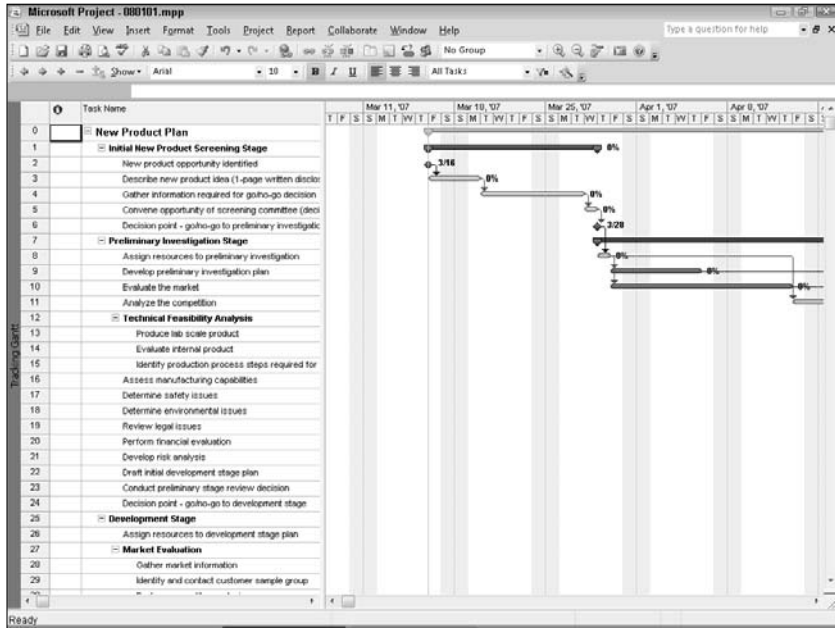 Microsoft Project - 080101.mpp
File Edit View Insert Format Tools Project Report Collaborate Window Help
Type a question for help
No Group
Show Arial 10 B I U All Tasks
Task Name
Mar 11, '07 Mar 18, '07 Mar 25, '07 Apr 1, '07 Apr 8, '07
T F S S M T W T F S S M T W T F S S M T W T F S S M T W T F S S M T W T F S
0 New Product Plan
1 Initial New Product Screening Stage 0%
2 New product opportunity identified 3/16
3 Describe new product idea (1-page written disclos 0%
4 Gather information required for go/no-go decision 0%
5 Convene opportunity of screening committee (deci 0%
6 Decision point - go/no-go to preliminary investigatic 3/28
7 Preliminary Investigation Stage
8 Assign resources to preliminary investigation 0%
9 Develop preliminary investigation plan 0%
10 Evaluate the market 0%
11 Analyze the competition
12 Technical Feasibility Analysis
13 Produce lab scale product
14 Evaluate internal product
15 Identify production process steps required for
16 Assess manufacturing capabilities
17 Determine safety issues
18 Determine environmental issues
19 Review legal issues
20 Perform financial evaluation
21 Develop risk analysis
22 Draft initial development stage plan
23 Conduct preliminary stage review decision
24 Decision point - go/no-go to development stage
25 Development Stage
26 Assign resources to development stage plan
27 Market Evaluation
28 Gather market information
29 Identify and contact customer sample group
Tracking Gantt
Ready